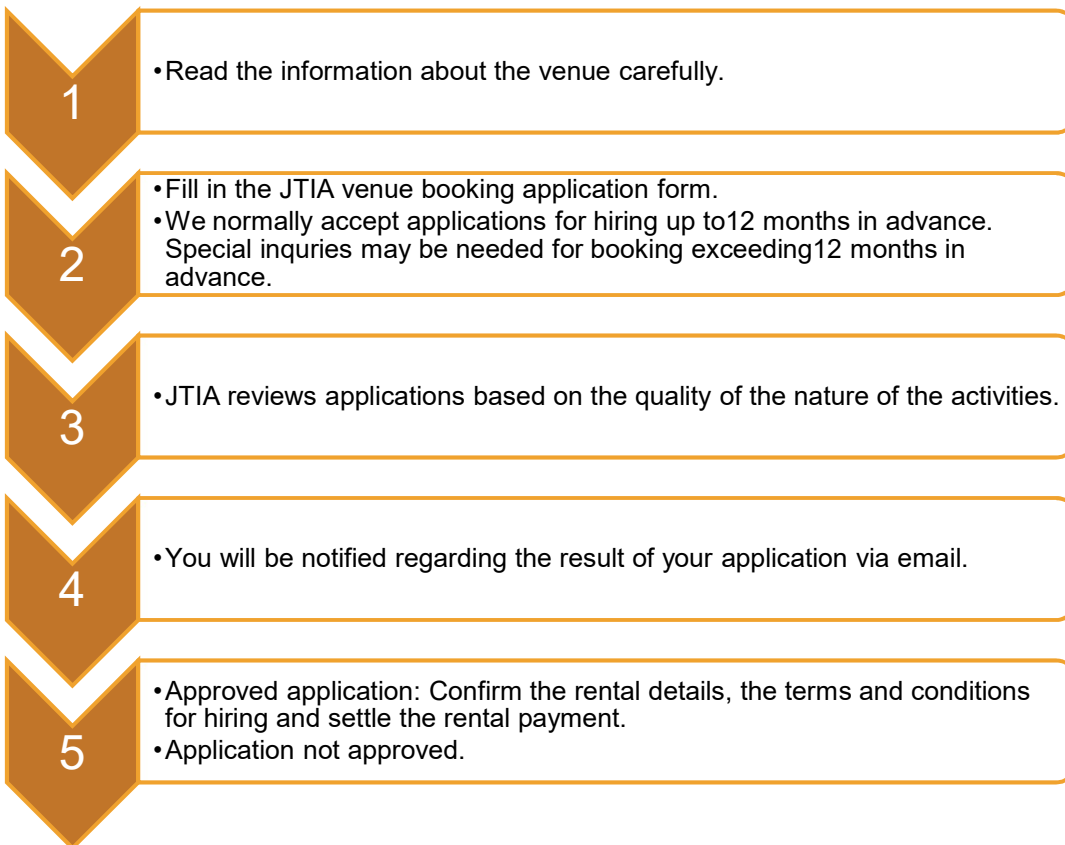 1
•Read the information about the venue carefully.
2
•Fill in the JTIA venue booking application form.
•We normally accept applications for hiring up to12 months in advance.
Special inquries may be needed for booking exceeding12 months in
advance.
3
•JTIA reviews applications based on the quality of the nature of the activities.
4
•You will be notified regarding the result of your application via email.
5
•Approved application: Confirm the rental details, the terms and conditions
for hiring and settle the rental payment.
•Application not approved.